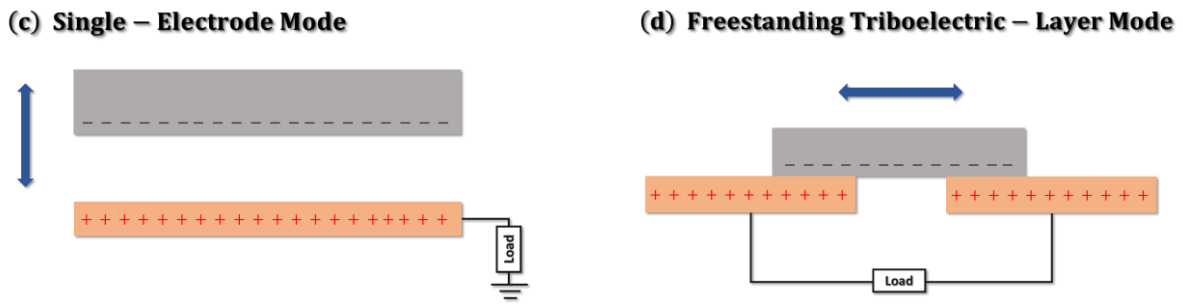 (c) Single – Electrode Mode
(d) Freestanding Triboelectric – Layer Mode
– – – – – – – – – – – – – – – – – – – –
– – – – – – – – – – – –
+ + + + + + + + + + + + + + + + + + + +
+ + + + + + + + + + +
+ + + + + + + + + + +
Load
Load